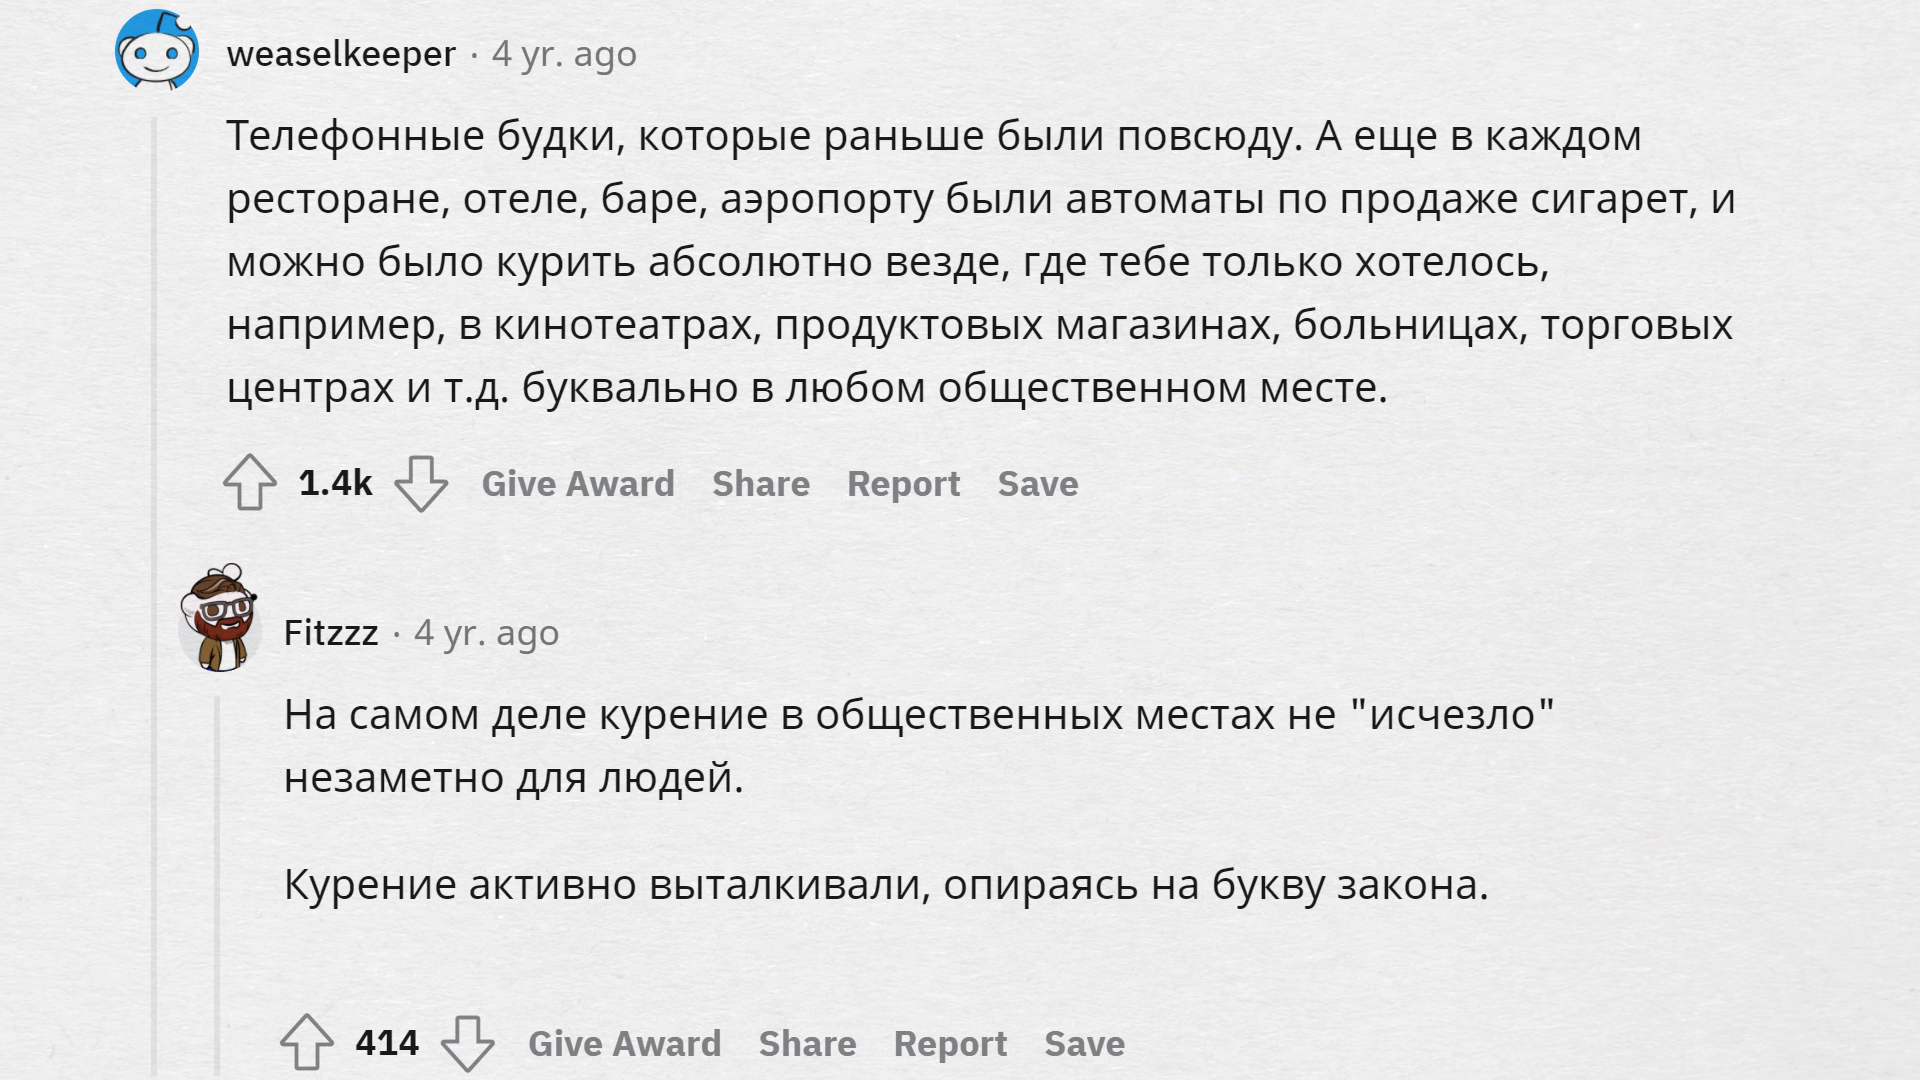 weaselkeeper · 4 yr. ago
Телефонные будки, которые раньше были повсюду. А еще в каждом
ресторане, отеле, баре, аэропорту были автоматы по продаже сигарет, и
можно было курить абсолютно везде, где тебе только хотелось,
например, в кинотеатрах, продуктовых магазинах, больницах, торговых
центрах и т.д. буквально в любом общественном месте.
1.4k Give Award Share Report Save
Fitzzz · 4 yr. ago
На самом деле курение в общественных местах не "исчезло"
незаметно для людей.
Курение активно выталкивали, опираясь на букву закона.
414 Give Award Share Report Save